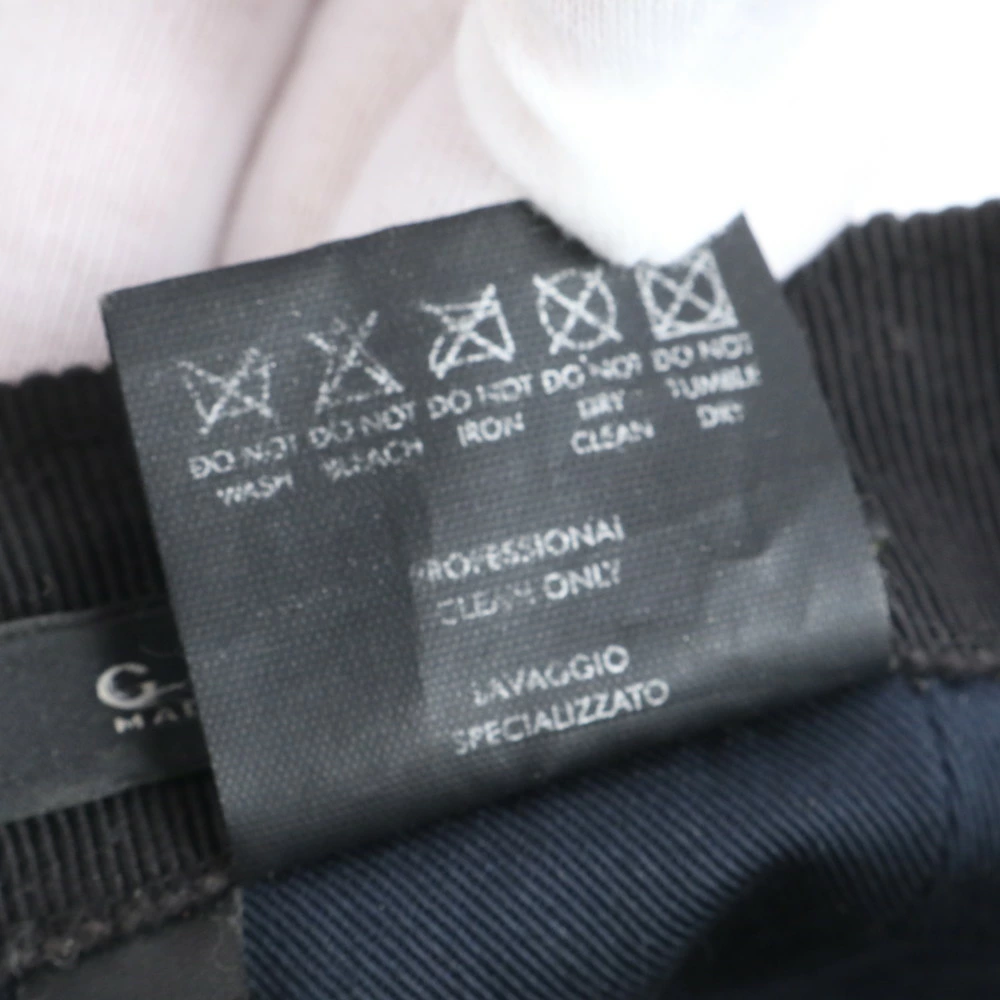 DO NOT WASH
DO NOT BLEACH
DO NOT IRON
DO NOT DRY CLEAN
DO NOT TUMBLE DRY
PROFESSIONAL
CLEAN ONLY
LAVAGGIO
SPECIALIZZATO
G
MA